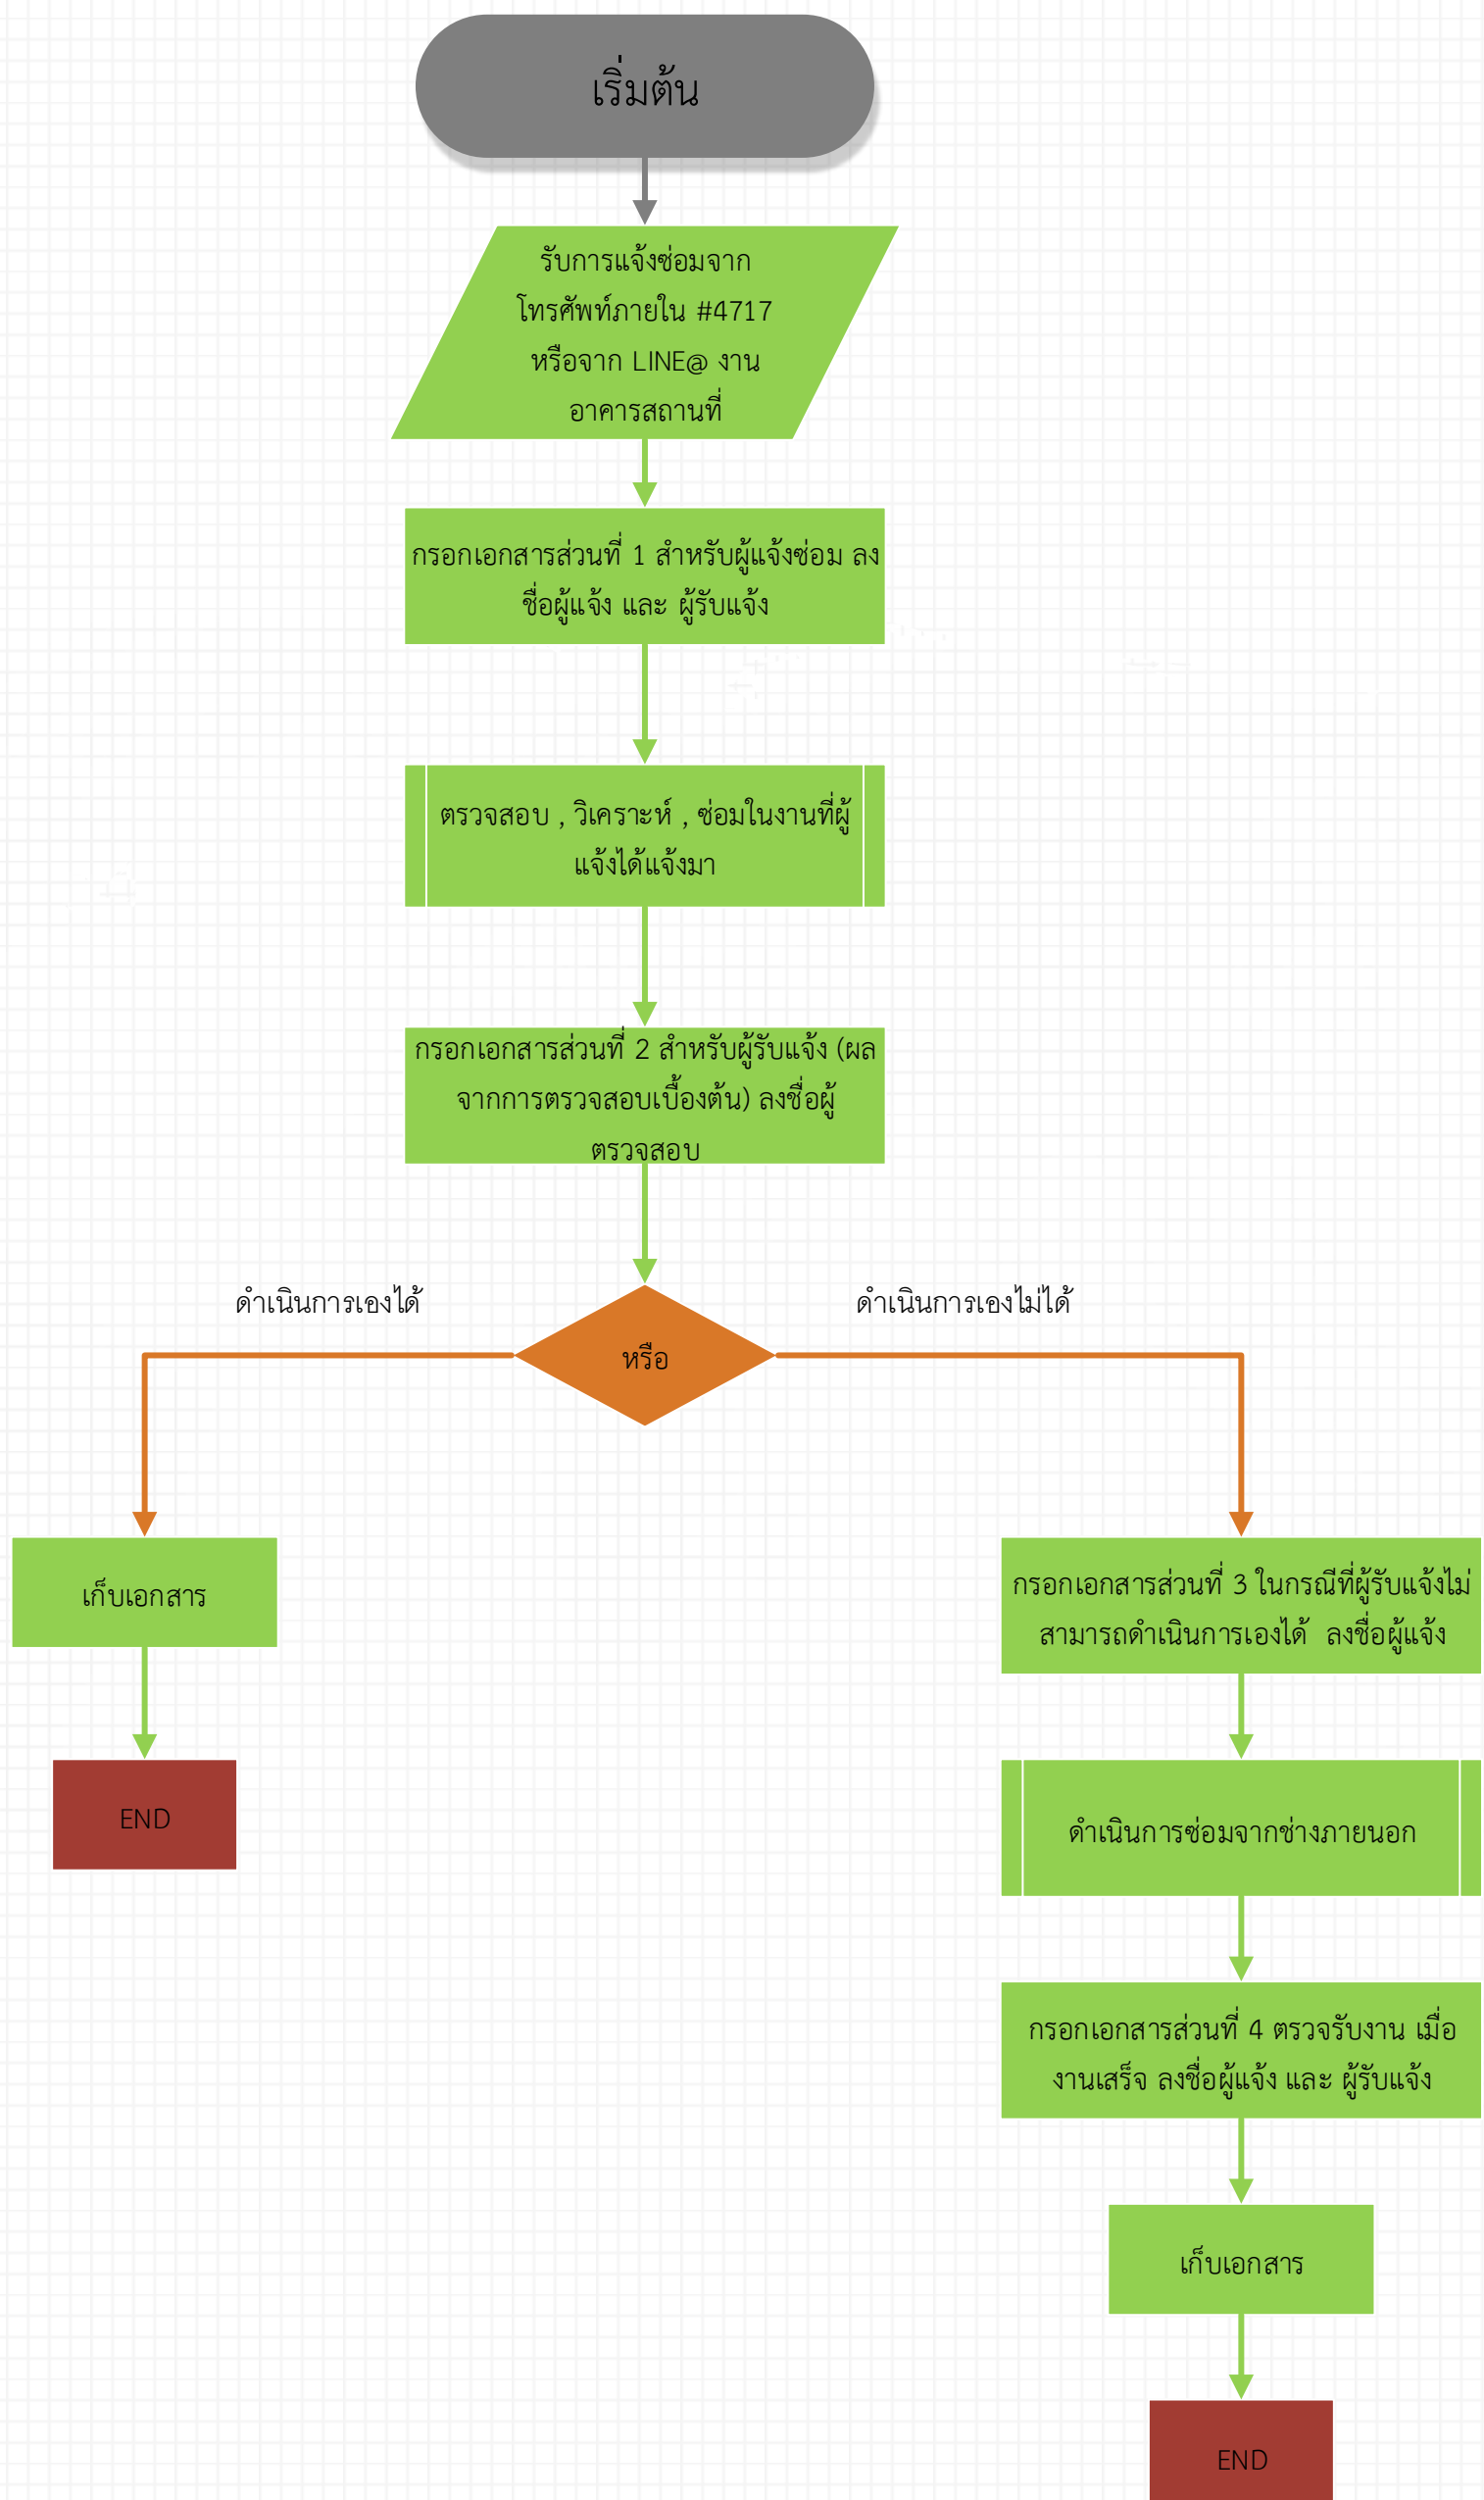 เริ่มต้น
รับการแจ้งซ่อมจาก
โทรศัพท์ภายใน #4717
หรือจาก LINE@ งาน
อาคารสถานที่
กรอกเอกสารส่วนที่ 1 สำหรับผู้แจ้งซ่อม ลง
ชื่อผู้แจ้ง และ ผู้รับแจ้ง
ตรวจสอบ , วิเคราะห์ , ซ่อมในงานที่ผู้
แจ้งได้แจ้งมา
กรอกเอกสารส่วนที่ 2 สำหรับผู้รับแจ้ง (ผล
จากการตรวจสอบเบื้องต้น) ลงชื่อผู้
ตรวจสอบ
ดำเนินการเองได้
ดำเนินการเองไม่ได้
หรือ
เก็บเอกสาร
END
กรอกเอกสารส่วนที่ 3 ในกรณีที่ผู้รับแจ้งไม่
สามารถดำเนินการเองได้  ลงชื่อผู้แจ้ง
ดำเนินการซ่อมจากช่างภายนอก
กรอกเอกสารส่วนที่ 4 ตรวจรับงาน เมื่อ
งานเสร็จ ลงชื่อผู้แจ้ง และ ผู้รับแจ้ง
เก็บเอกสาร
END